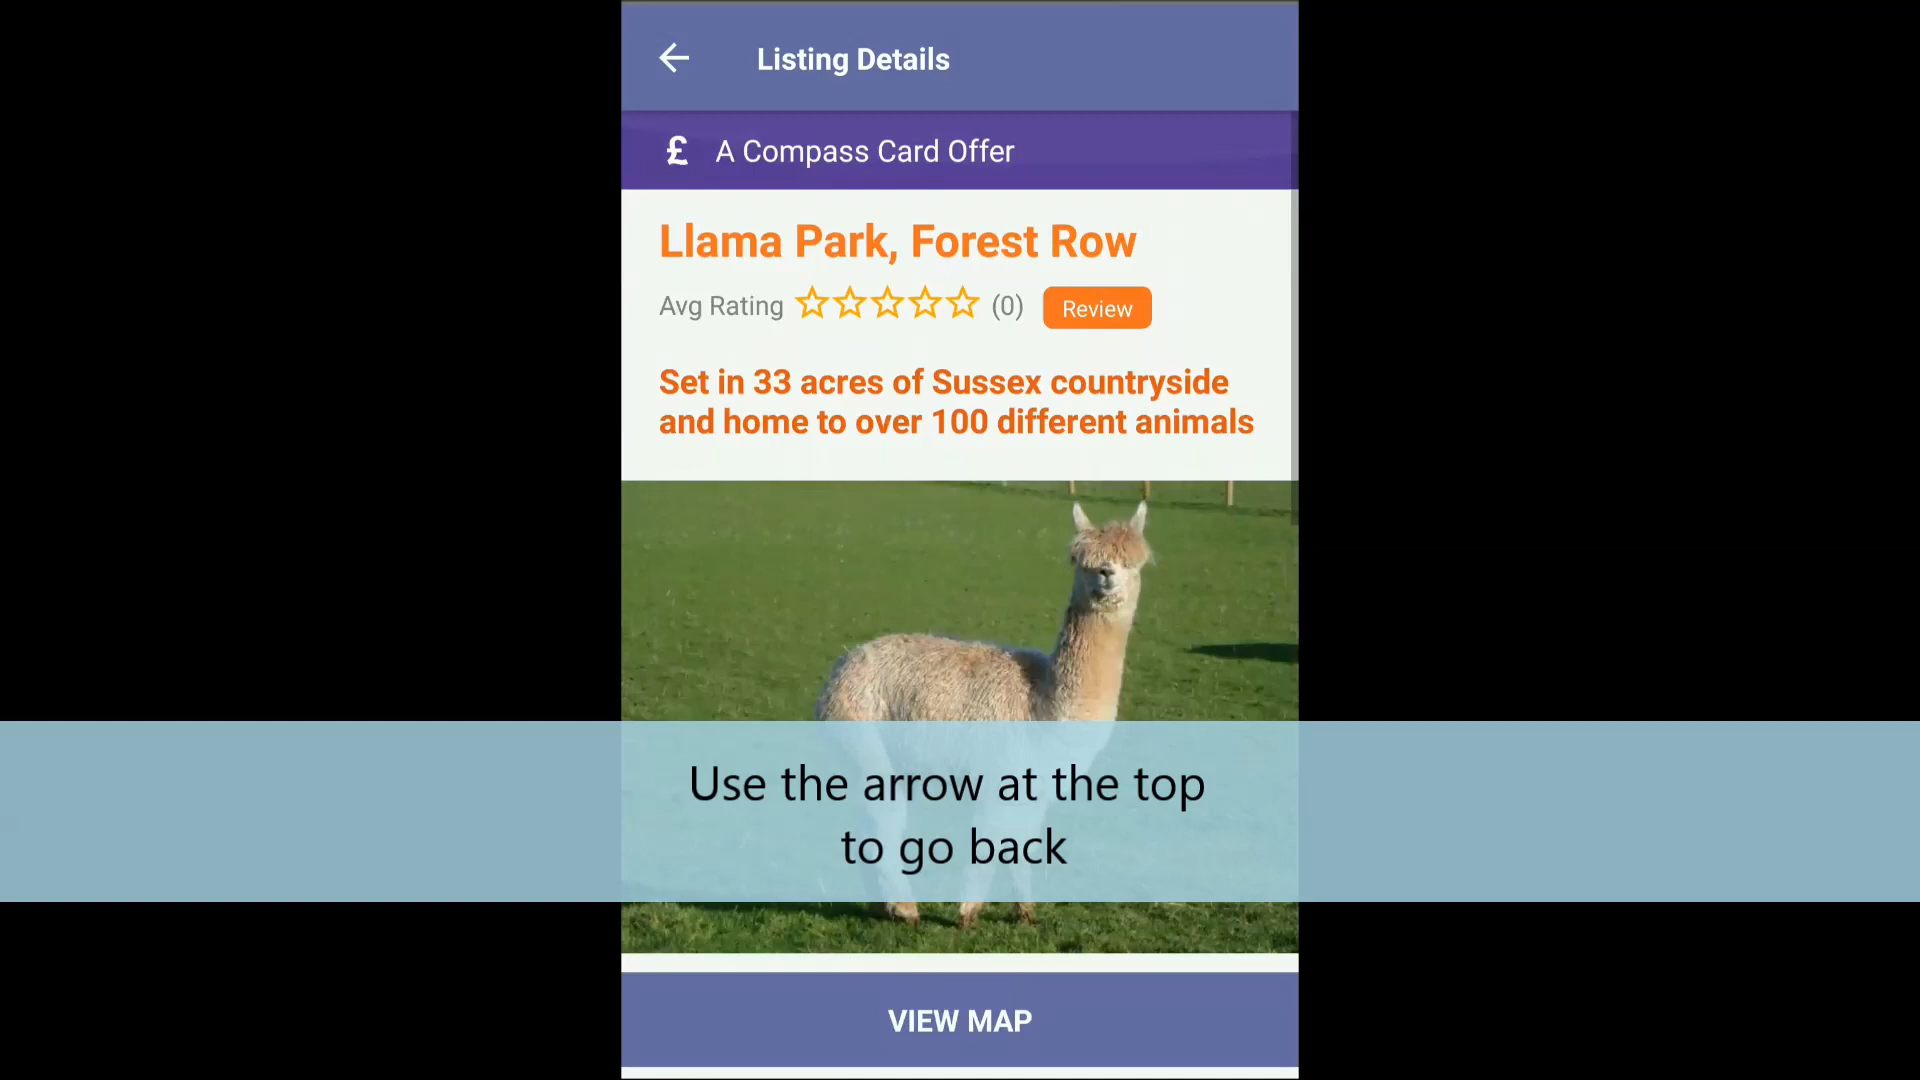 Listing Details
£ A Compass Card Offer
Llama Park, Forest Row
Avg Rating (0) Review
Set in 33 acres of Sussex countryside
and home to over 100 different animals
Use the arrow at the top
to go back
VIEW MAP